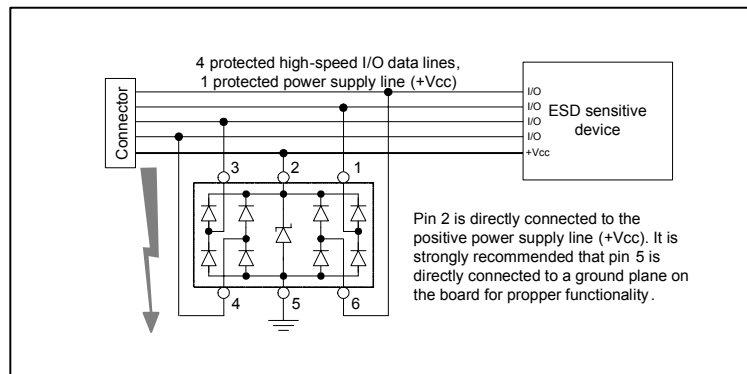 4 protected high-speed I/O data lines,
1 protected power supply line (+Vcc)
Connector
I/O
I/O
I/O
I/O
+Vcc
ESD sensitive
device
3
2
1
Pin 2 is directly connected to the
positive power supply line (+Vcc). It is
strongly recommended that pin 5 is
directly connected to a ground plane on
the board for propper functionality.
4
5
6